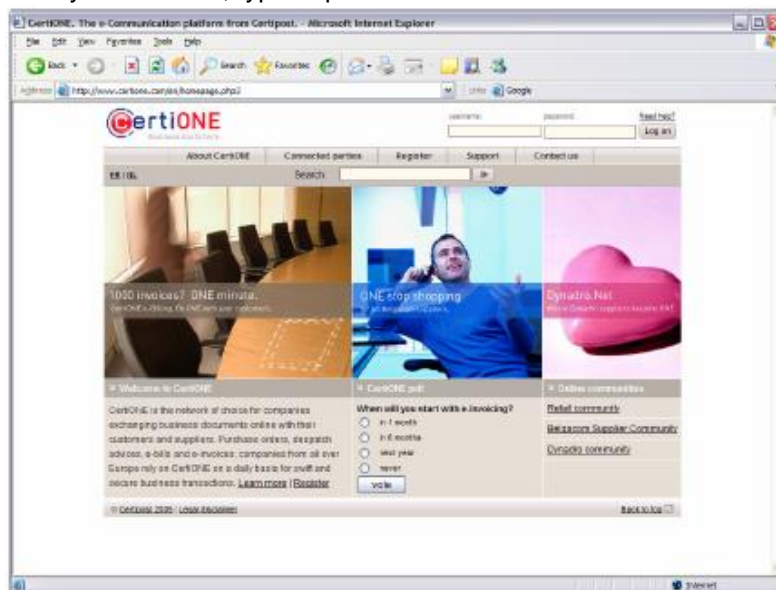 CertiONE. The e-Communication platform from Certipost. - Microsoft Internet Explorer
File Edit View Favorites Tools Help
Back Search Favorites
Address http://www.certione.com/en/homepage.php3 Links Google
CertiONE
username: password: Need help?
Log on
About CertiONE Connected parties Register Support Contact us
Search:
1000 invoices? ONE minute. ONE stop shopping Dynadro.Net
Welcome to CertiONE CertiONE poll Online communities
CertiONE is the network of choice for companies
exchanging business documents online with their
customers and suppliers. Purchase orders, despatch
advices, e-bills and e-invoices: companies from all over
Europe rely on CertiONE on a daily basis for swift and
secure business transactions. Learn more | Register
When will you start with e-invoicing?
in 1 month
in 6 months
next year
never
vote
Retail community
Belgacom Supplier Community
Dynadro community
© Certipost 2005 | Legal disclaimer Back to top
Internet